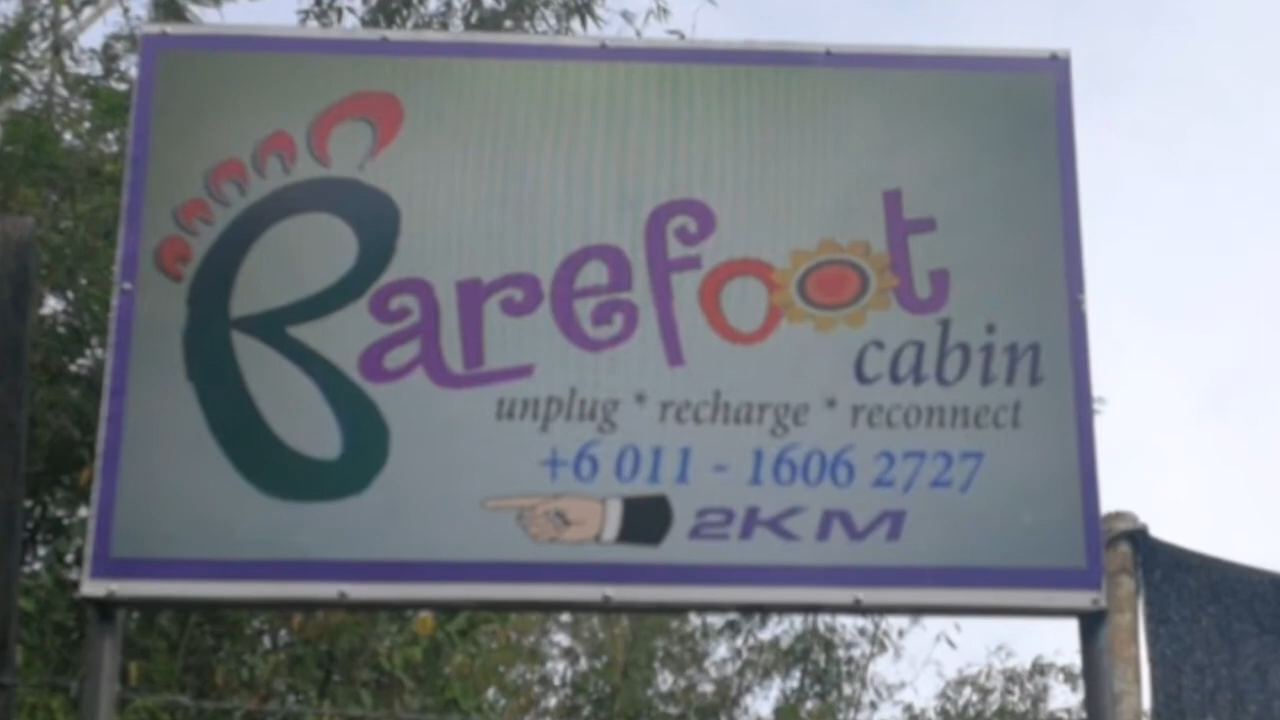 Barefoot
cabin
unplug * recharge * reconnect
+6 011 - 1606 2727
2KM